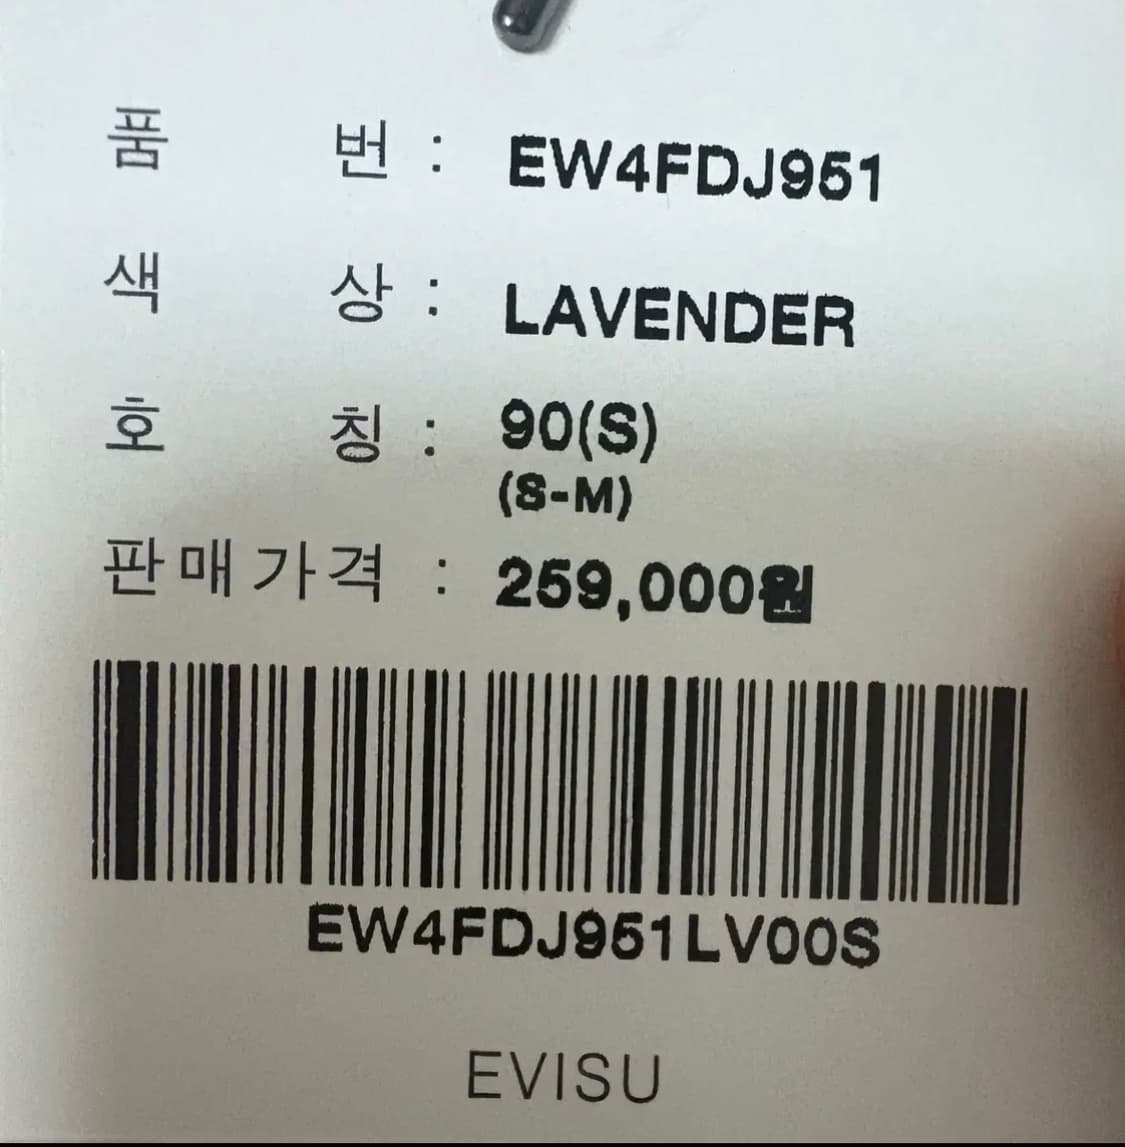 품 번 : EW4FDJ951
색 상 : LAVENDER
호 칭 : 90(S)
(S-M)
판매가격 : 259,000원
EW4FDJ951LV00S
EVISU